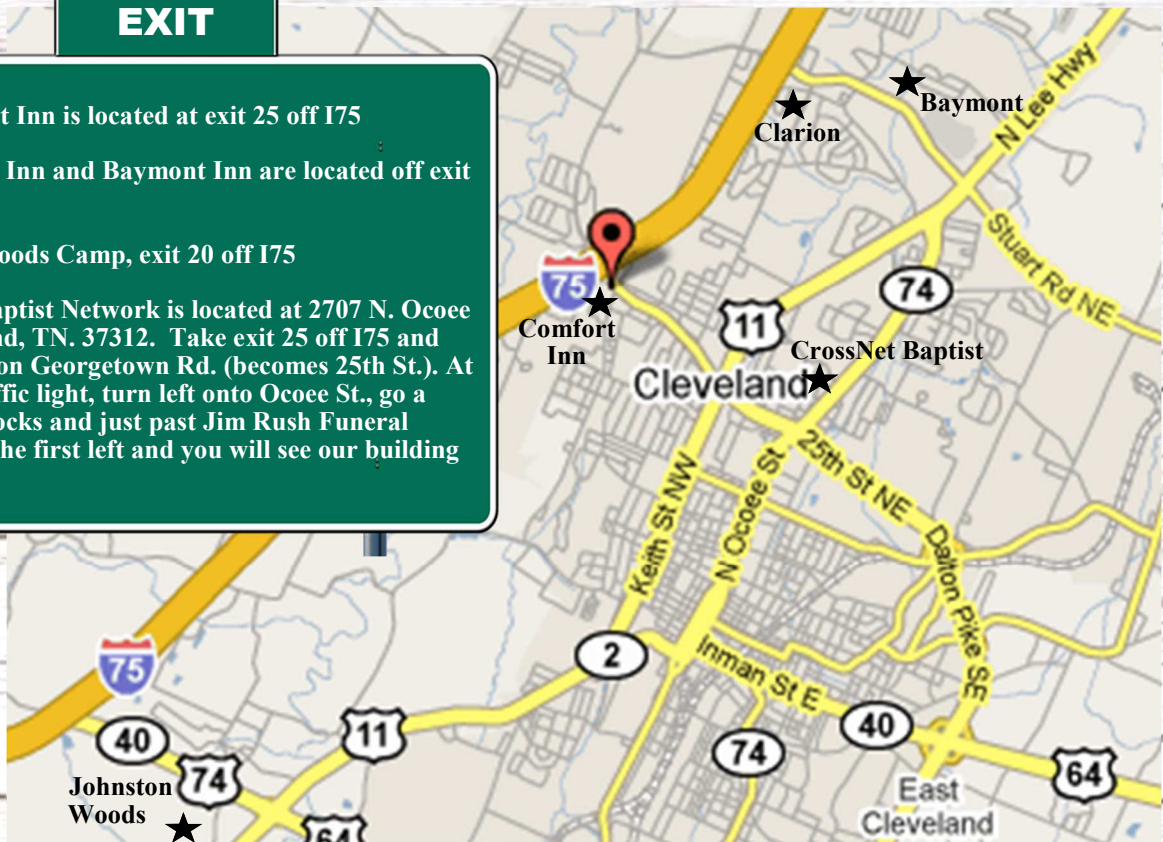 EXIT
t Inn is located at exit 25 off I75
Inn and Baymont Inn are located off exit
oods Camp, exit 20 off I75
ptist Network is located at 2707 N. Ocoee
nd, TN. 37312. Take exit 25 off I75 and
on Georgetown Rd. (becomes 25th St.). At
ffic light, turn left onto Ocoee St., go a
ocks and just past Jim Rush Funeral
he first left and you will see our building
Baymont
Clarion
N Lee Hwy
Stuart Rd NE
75
74
11
Comfort
Inn
CrossNet Baptist
Cleveland
25th St NE
Keith St NW
N Ocoee St
Dalton Pike SE
2
Inman St E
75
40
11
74
40
74
64
Johnston
Woods
64
East
Cleveland